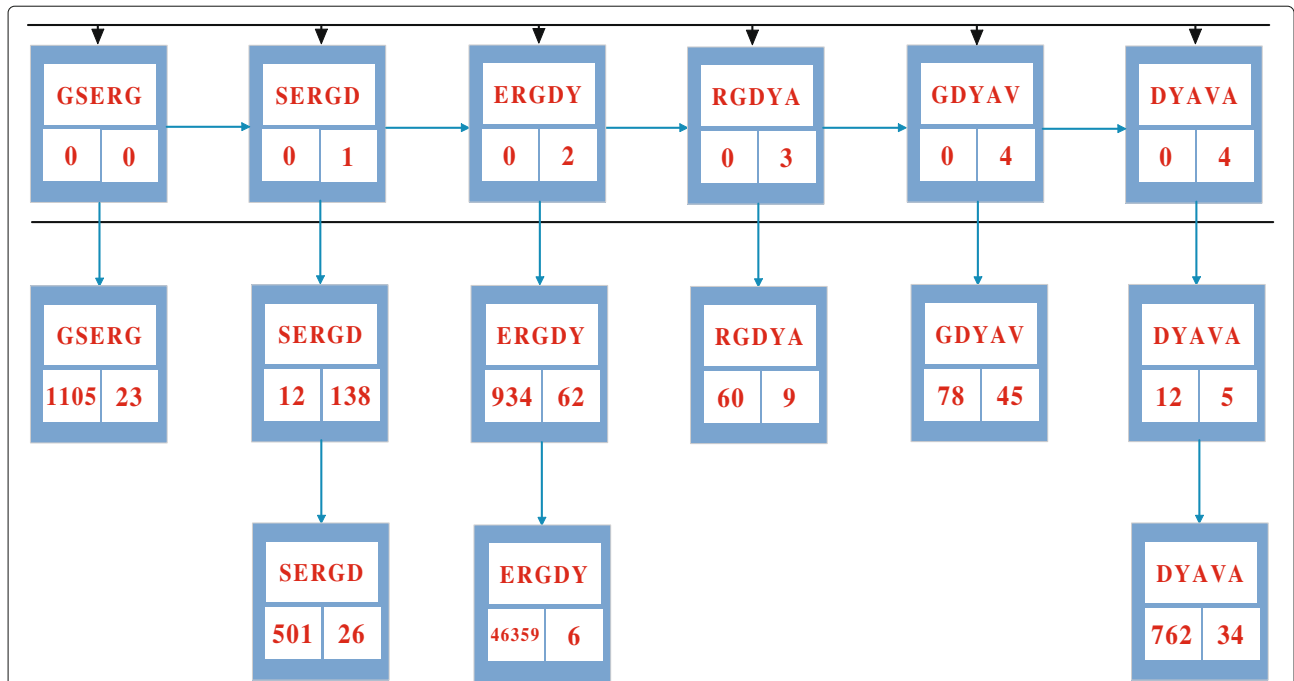 GSERG SERGD ERGDY RGDYA GDYAV DYAVA
0 0 0 1 0 2 0 3 0 4 0 4
GSERG SERGD ERGDY RGDYA GDYAV DYAVA
1105 23 12 138 934 62 60 9 78 45 12 5
SERGD ERGDY DYAVA
501 26 46359 6 762 34